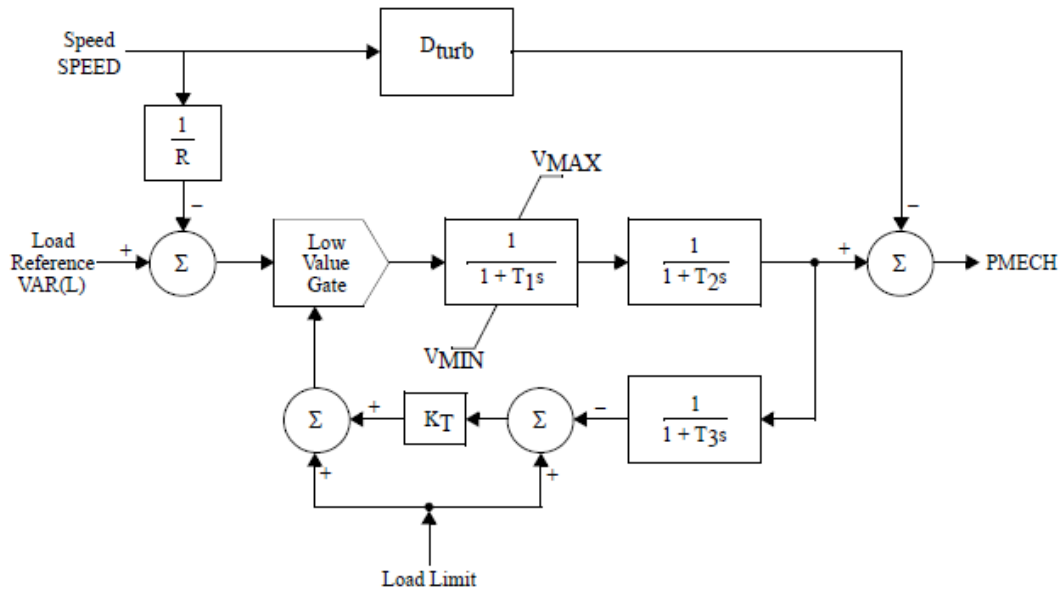 Speed
SPEED
Dturb
1
R
−
VMAX
−
Load
Reference
VAR(L)
+
Σ
Low
Value
Gate
1
1 + T1s
1
1 + T2s
+
Σ
PMECH
VMIN
Σ
+
KT
Σ
−
1
1 + T3s
+
+
Load Limit